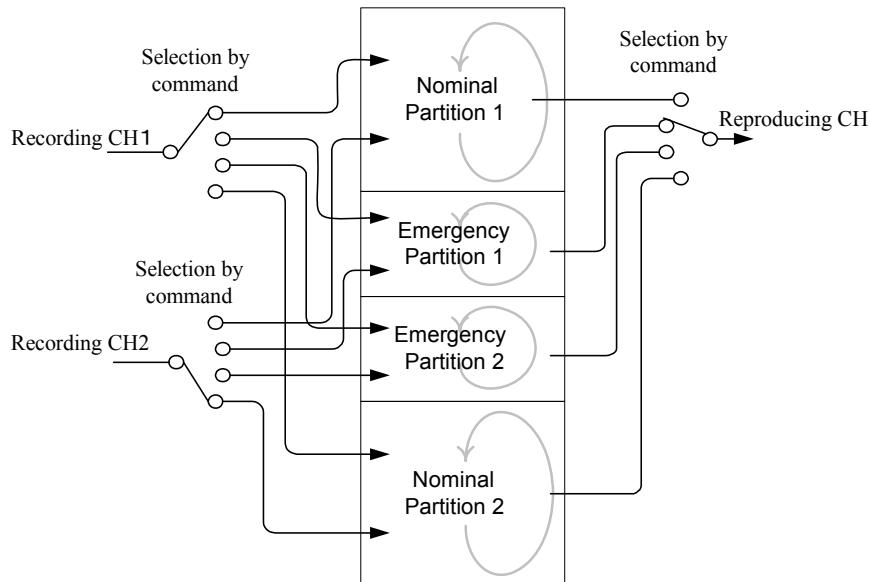 Selection by
command
Recording CH1
Nominal
Partition 1
Selection by
command
Reproducing CH
Emergency
Partition 1
Selection by
command
Recording CH2
Emergency
Partition 2
Nominal
Partition 2